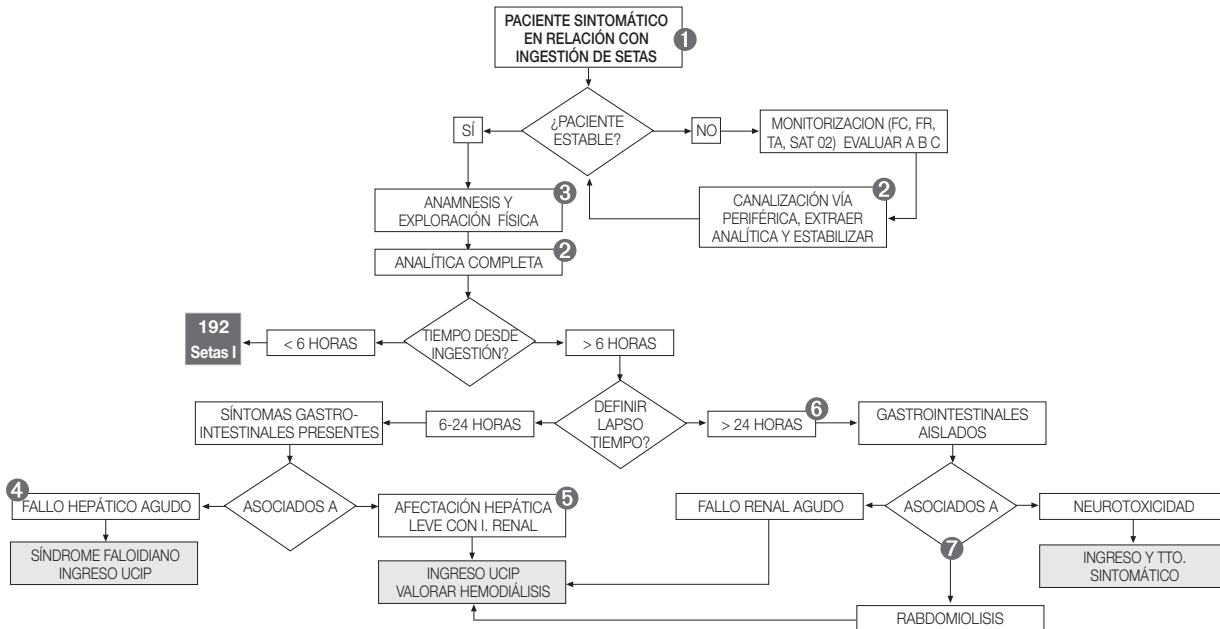 PACIENTE SINTOMÁTICO
EN RELACIÓN CON
INGESTIÓN DE SETAS
1
¿PACIENTE
ESTABLE?
SÍ
NO
MONITORIZACION (FC, FR,
TA, SAT 02) EVALUAR A B C
2
CANALIZACIÓN VÍA
PERIFÉRICA, EXTRAER
ANALÍTICA Y ESTABILIZAR
3
ANAMNESIS Y
EXPLORACIÓN FÍSICA
2
ANALÍTICA COMPLETA
TIEMPO DESDE
INGESTIÓN?
< 6 HORAS
192
Setas I
> 6 HORAS
DEFINIR
LAPSO
TIEMPO?
6-24 HORAS
SÍNTOMAS GASTRO-
INTESTINALES PRESENTES
> 24 HORAS
6
GASTROINTESTINALES
AISLADOS
ASOCIADOS A
4
FALLO HEPÁTICO AGUDO
SÍNDROME FALOIDIANO
INGRESO UCIP
5
AFECTACIÓN HEPÁTICA
LEVE CON I. RENAL
INGRESO UCIP
VALORAR HEMODIÁLISIS
FALLO RENAL AGUDO
ASOCIADOS A
7
NEUROTOXICIDAD
INGRESO Y TTO.
SINTOMÁTICO
RABDOMIOLISIS